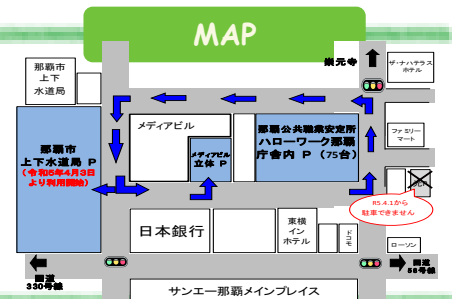 MAP
崇元寺
那覇市
上下
水道局
ザ・ナハテラス
ホテル
メディアビル
那覇公共職業安定所
ハローワーク那覇
庁舎内 P (75台)
ファミリー
マート
那覇市
上下水道局 P
(令和5年4月3日
より利用開始)
メディアビル
立体 P
R5.4.1から
駐車できません
日本銀行
東横
イン
ホテル
ドコモ
ローソン
国道
330号線
国道
58号線
サンエー那覇メインプレイス